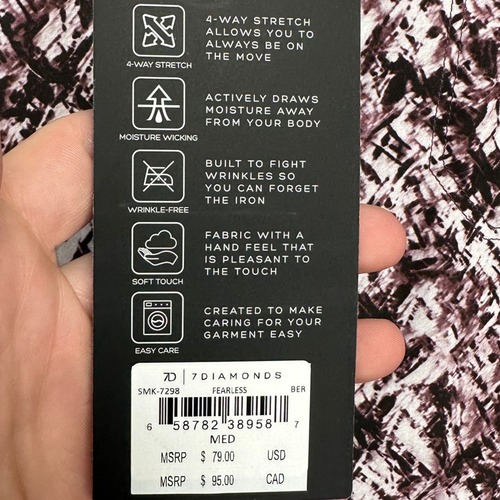 4-WAY STRETCH
ALLOWS YOU TO
ALWAYS BE ON
THE MOVE
4-WAY STRETCH
ACTIVELY DRAWS
MOISTURE AWAY
FROM YOUR BODY
MOISTURE WICKING
BUILT TO FIGHT
WRINKLES SO
YOU CAN FORGET
THE IRON
WRINKLE-FREE
FABRIC WITH A
HAND FEEL THAT
IS PLEASANT TO
THE TOUCH
SOFT TOUCH
CREATED TO MAKE
CARING FOR YOUR
GARMENT EASY
EASY CARE
7D | 7DIAMONDS
SMK-7298 FEARLESS BER
6 58782 38958 7
MED
MSRP $ 79.00 USD
MSRP $ 95.00 CAD